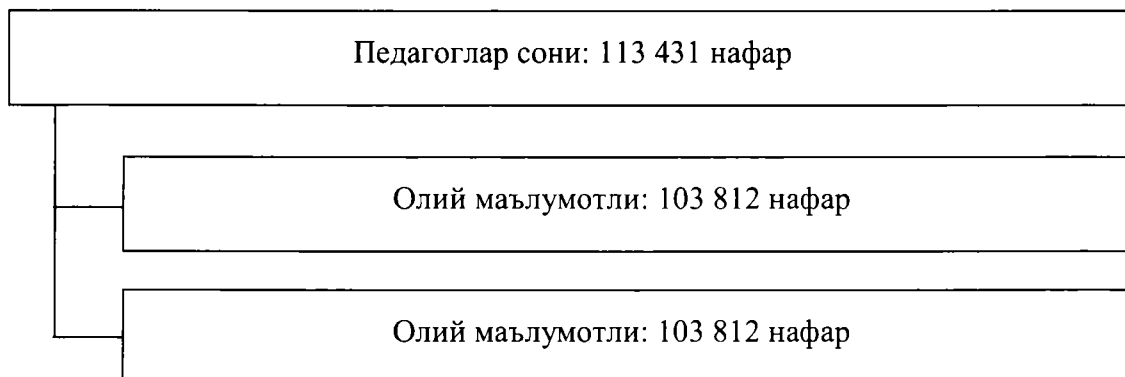 Педагоглар сони: 113 431 нафар
Олий маълумотли: 103 812 нафар
Олий маълумотли: 103 812 нафар